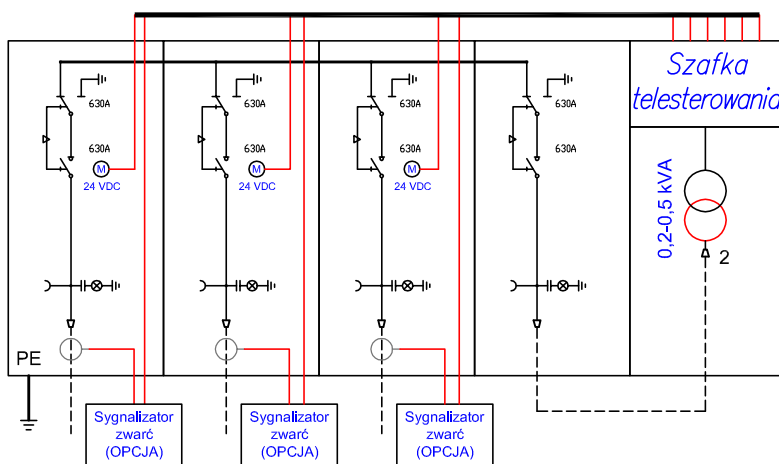 Szafka
telesterowania
630A
630A
630A
630A
630A
630A
630A
630A
M
M
M
24 VDC
24 VDC
24 VDC
0,2-0,5 kVA
2
PE
Sygnalizator
zwarć
(OPCJA)
Sygnalizator
zwarć
(OPCJA)
Sygnalizator
zwarć
(OPCJA)